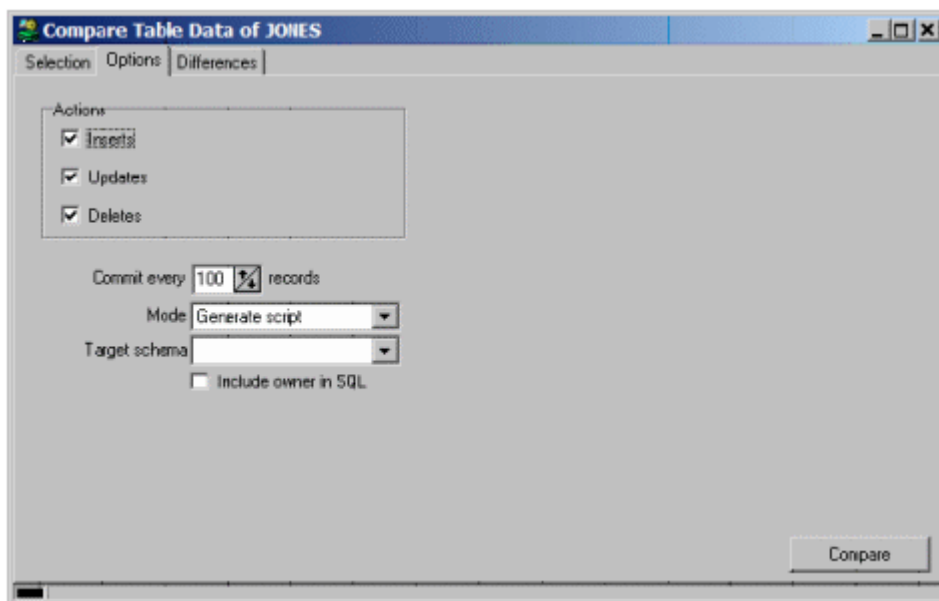 Compare Table Data of JONES
Selection Options Differences
Actions
Inserts
Updates
Deletes
Commit every 100 records
Mode Generate script
Target schema
Include owner in SQL
Compare